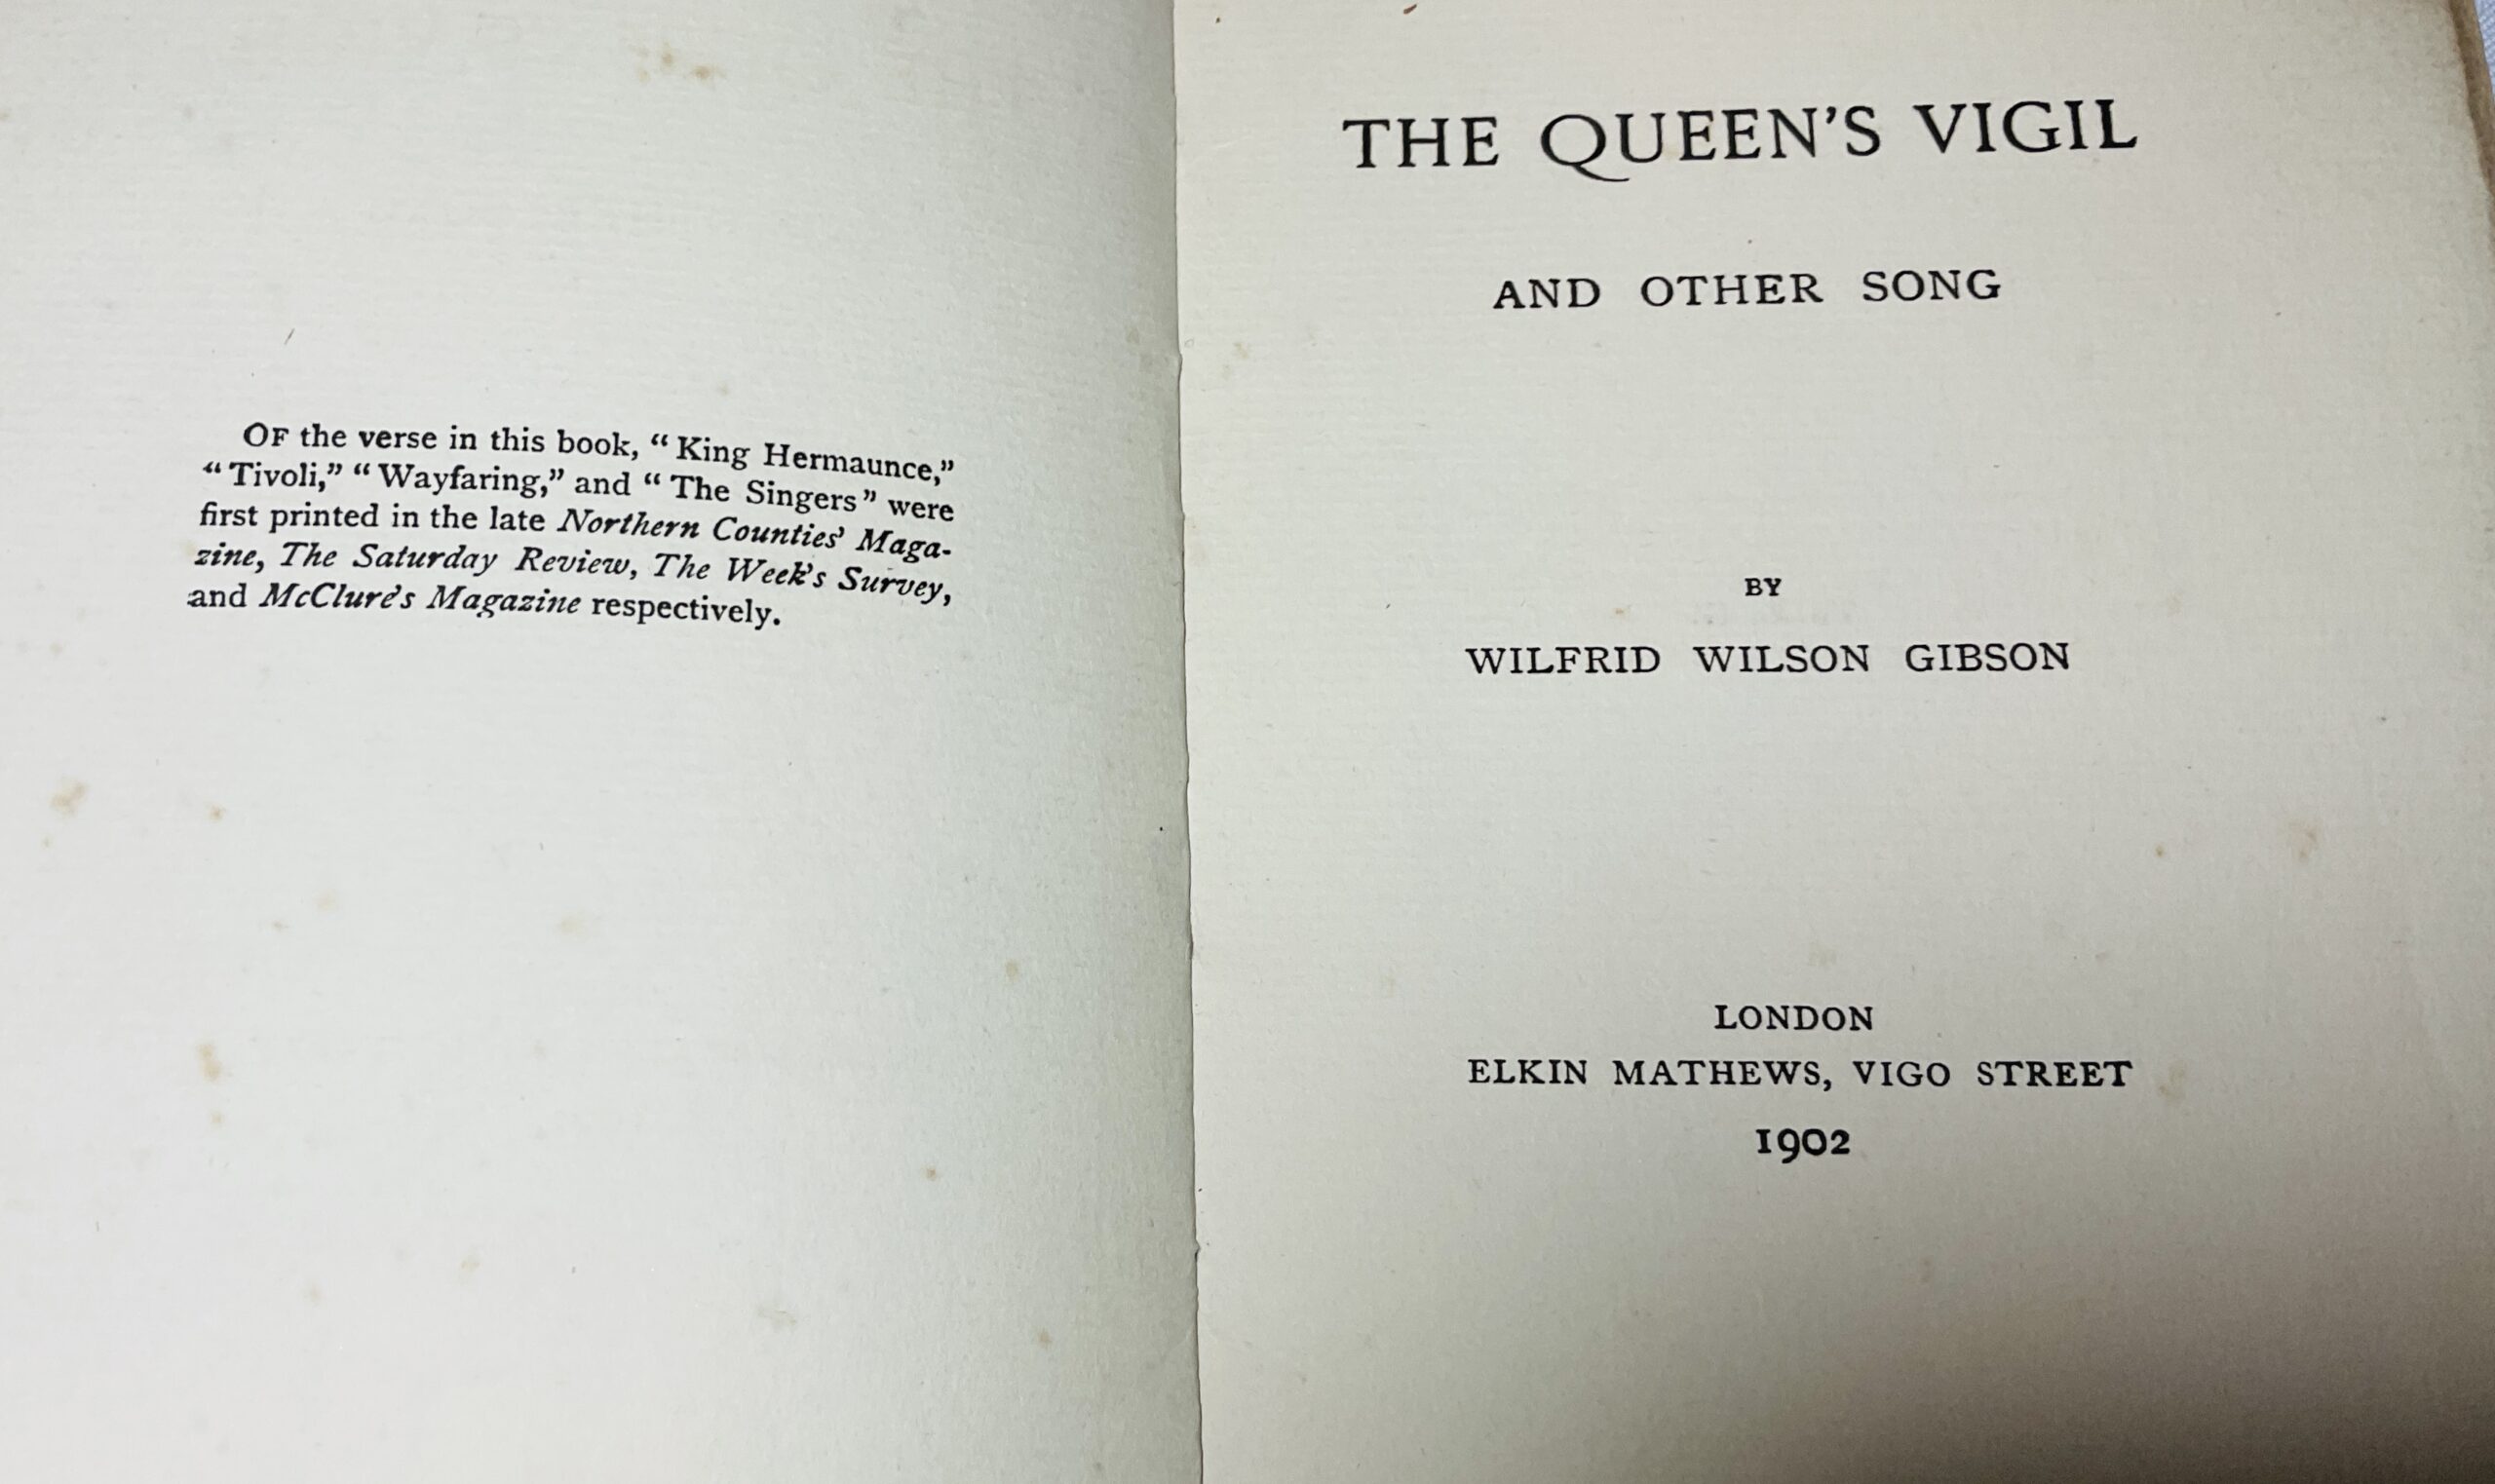 OF the verse in this book, “King Hermaunce,”
“Tivoli,” “Wayfaring,” and “The Singers” were
first printed in the late Northern Counties’ Maga-
zine, The Saturday Review, The Week’s Survey,
and McClure’s Magazine respectively.
THE QUEEN’S VIGIL
AND OTHER SONG
BY
WILFRID WILSON GIBSON
LONDON
ELKIN MATHEWS, VIGO STREET
1902